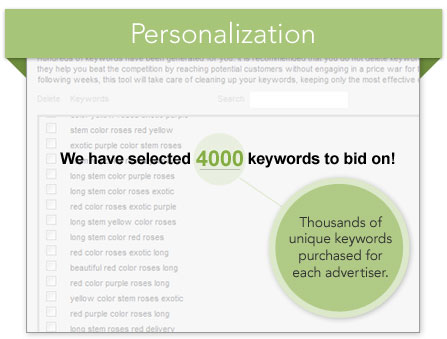 Personalization
hundreds of keywords have been generated for you. It is recommended that you do not delete keywor
they help you beat the competition by reaching potential customers without engaging in a price war for t
following weeks, this tool will take care of cleaning up your keywords, keeping only the most effective
Delete Keywords Search
color yellow roses exotic purple
stem color roses red yellow
exotic purple color stem roses
We have selected 4000 keywords to bid on!
long stem color purple roses
long stem color roses exotic
red color roses exotic purple
long stem yellow color roses
long stem color red roses
red color roses exotic long
beautiful red color roses long
red color purple roses long
yellow color stem roses exotic
red purple color roses long
long stem roses red delivery
Thousands of
unique keywords
purchased for
each advertiser.